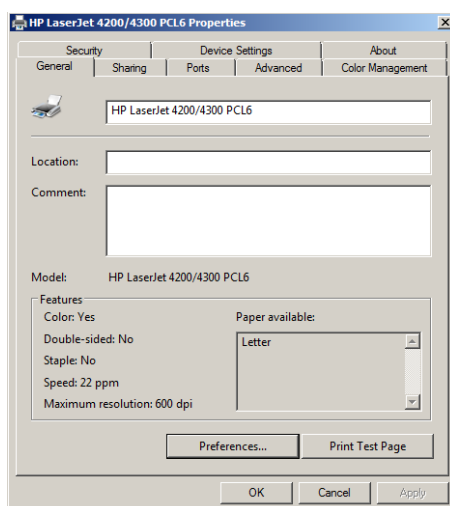 HP LaserJet 4200/4300 PCL6 Properties
Security Device Settings About
General Sharing Ports Advanced Color Management
HP LaserJet 4200/4300 PCL6
Location:
Comment:
Model: HP LaserJet 4200/4300 PCL6
Features
Color: Yes Paper available:
Double-sided: No Letter
Staple: No
Speed: 22 ppm
Maximum resolution: 600 dpi
Preferences... Print Test Page
OK Cancel Apply